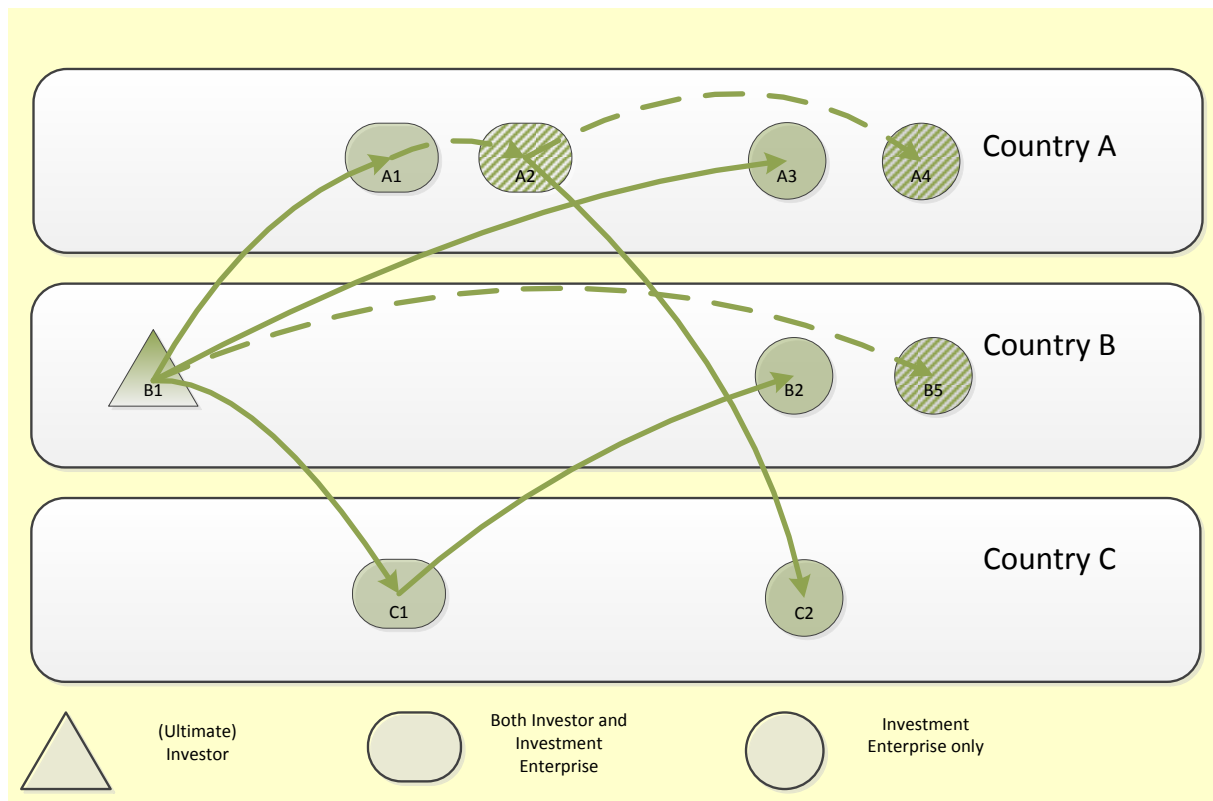 Country A
A1
A2
A3
A4
Country B
B1
B2
B5
Country C
C1
C2
(Ultimate)
Investor
Both Investor and
Investment
Enterprise
Investment
Enterprise only